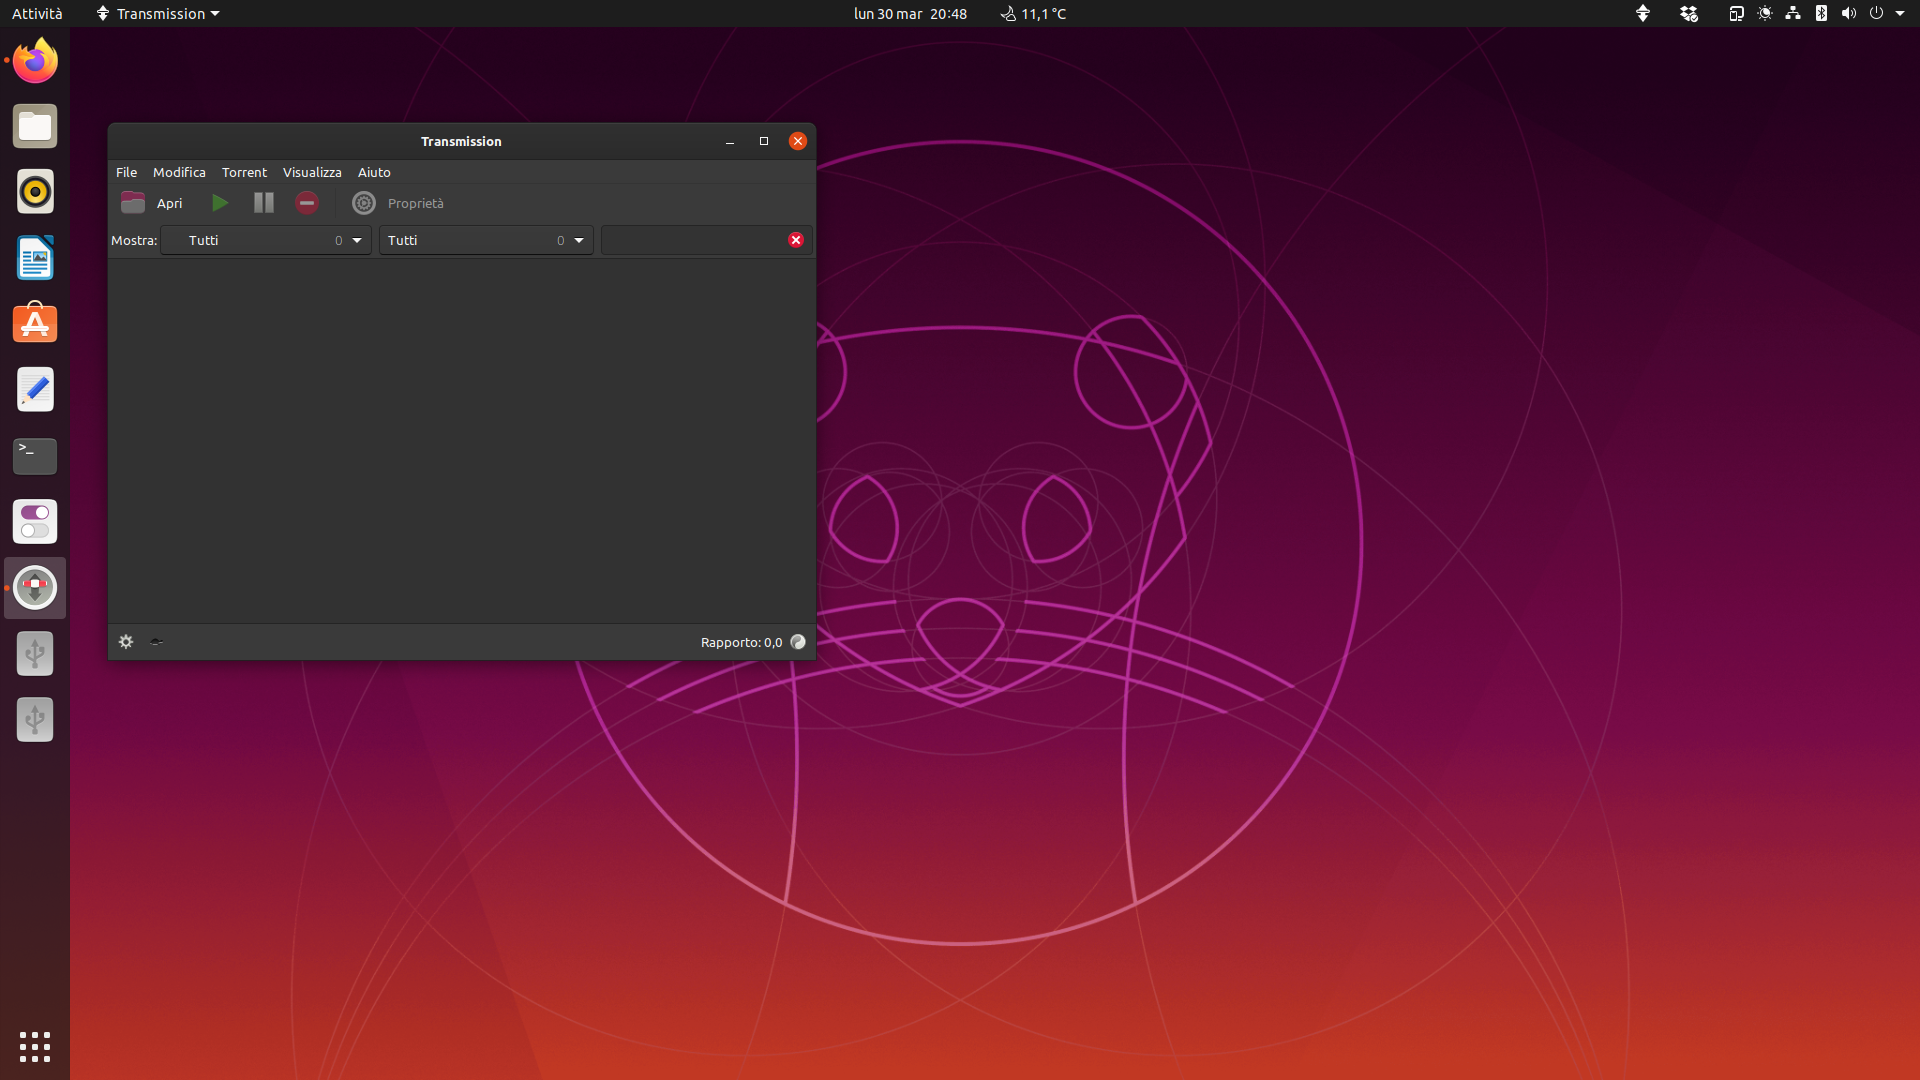 Attività Transmission lun 30 mar 20:48 11,1 °C
Transmission
File Modifica Torrent Visualizza Aiuto
Apri Proprietà
Mostra: Tutti 0 Tutti 0
>_
Rapporto: 0,0